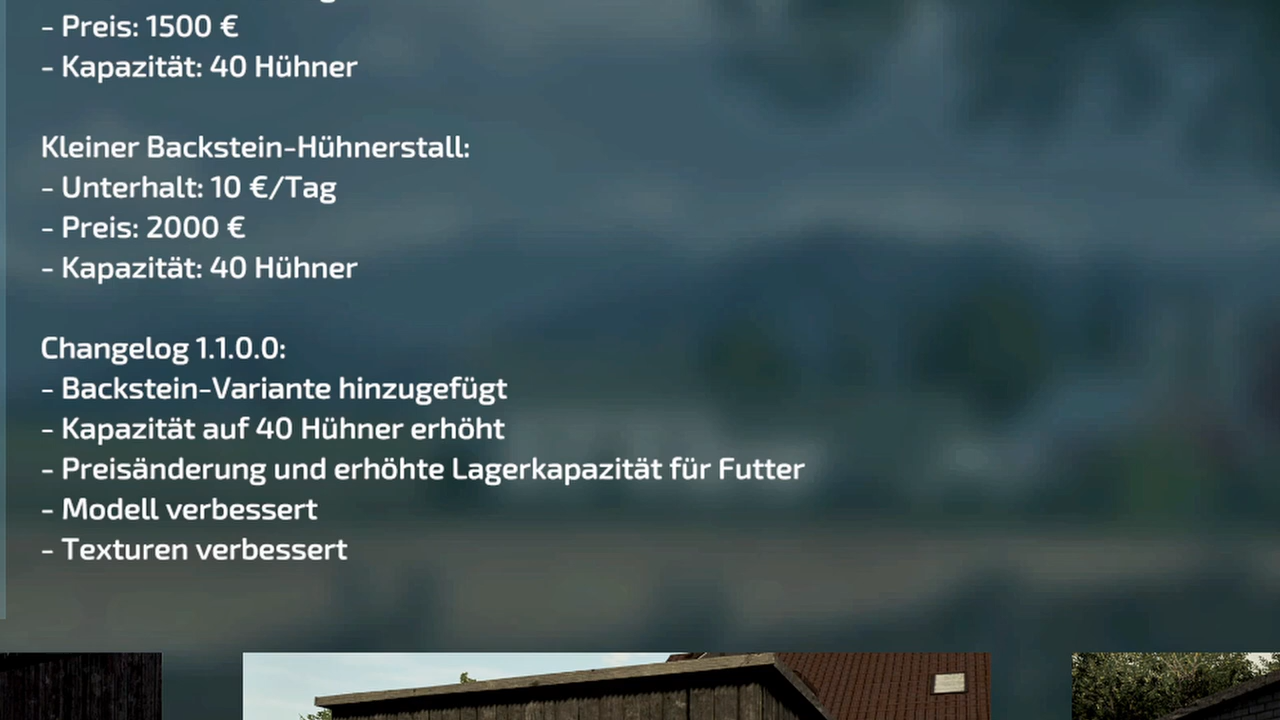 - Preis: 1500 €
- Kapazität: 40 Hühner
Kleiner Backstein-Hühnerstall:
- Unterhalt: 10 €/Tag
- Preis: 2000 €
- Kapazität: 40 Hühner
Changelog 1.1.0.0:
- Backstein-Variante hinzugefügt
- Kapazität auf 40 Hühner erhöht
- Preisänderung und erhöhte Lagerkapazität für Futter
- Modell verbessert
- Texturen verbessert